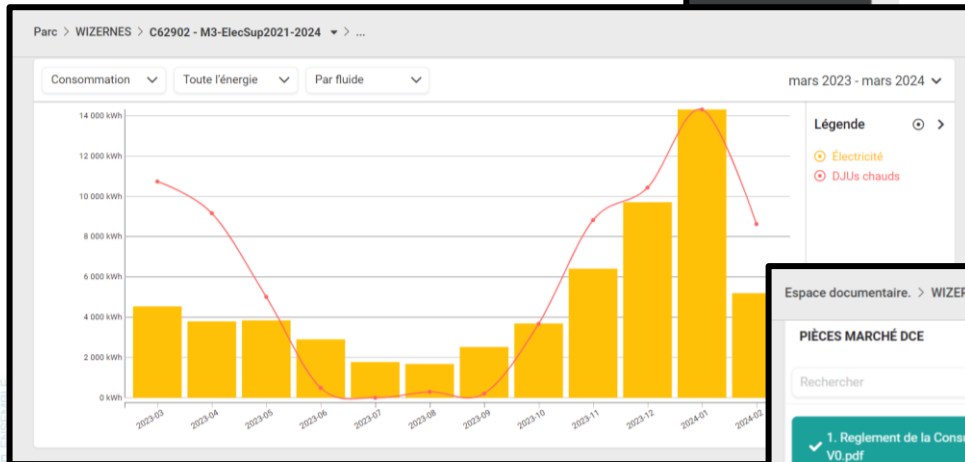 Parc > WIZERNES > C62902 - M3-ElecSup2021-2024 > ...
Consommation
Toute l'énergie
Par fluide
mars 2023 - mars 2024
14 000 kWh
12 000 kWh
10 000 kWh
8 000 kWh
6 000 kWh
4 000 kWh
2 000 kWh
0 kWh
2023-03
2023-04
2023-05
2023-06
2023-07
2023-08
2023-09
2023-10
2023-11
2023-12
2024-01
2024-02
Légende
Électricité
DJUs chauds
Espace documentaire. > WIZER
PIÈCES MARCHÉ DCE
Rechercher
1. Reglement de la Consu
V0.pdf